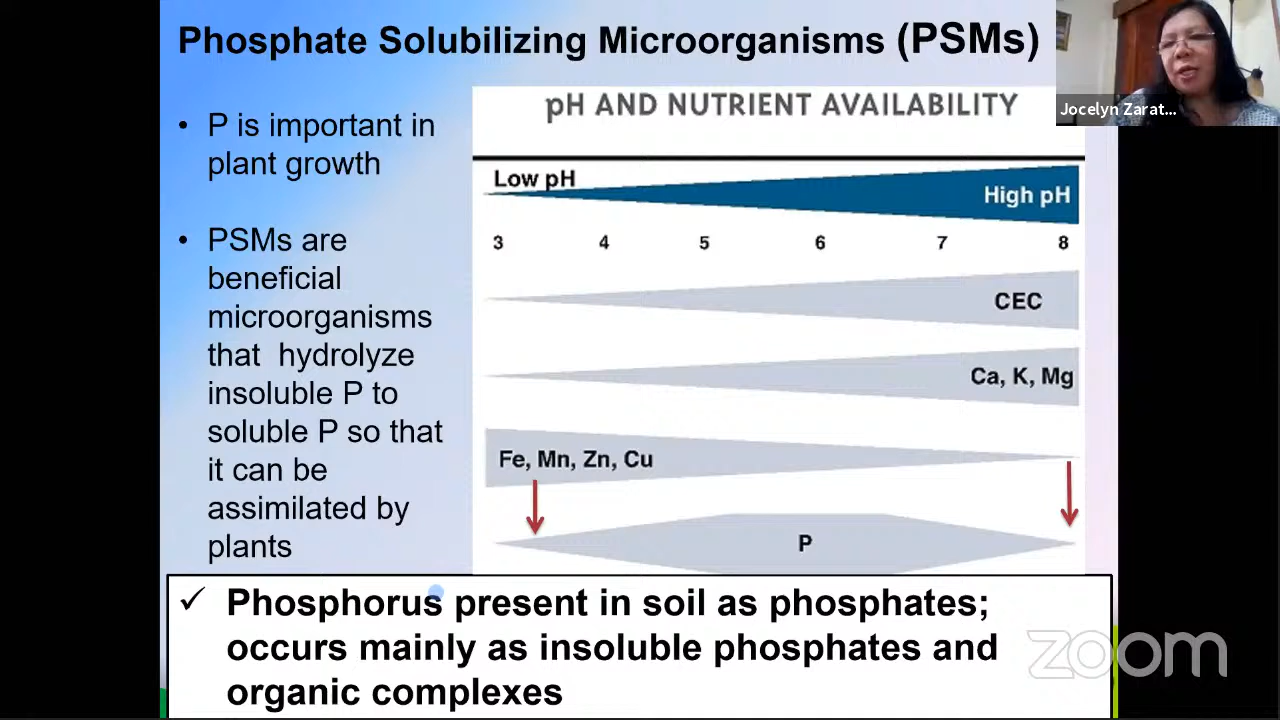 Phosphate Solubilizing Microorganisms (PSMs)
Jocelyn Zarat...
• P is important in
plant growth
• PSMs are
beneficial
microorganisms
that hydrolyze
insoluble P to
soluble P so that
it can be
assimilated by
plants
pH AND NUTRIENT AVAILABILITY
Low pH
High pH
3 4 5 6 7 8
CEC
Ca, K, Mg
Fe, Mn, Zn, Cu
P
✓ Phosphorus present in soil as phosphates;
occurs mainly as insoluble phosphates and
organic complexes
zoom